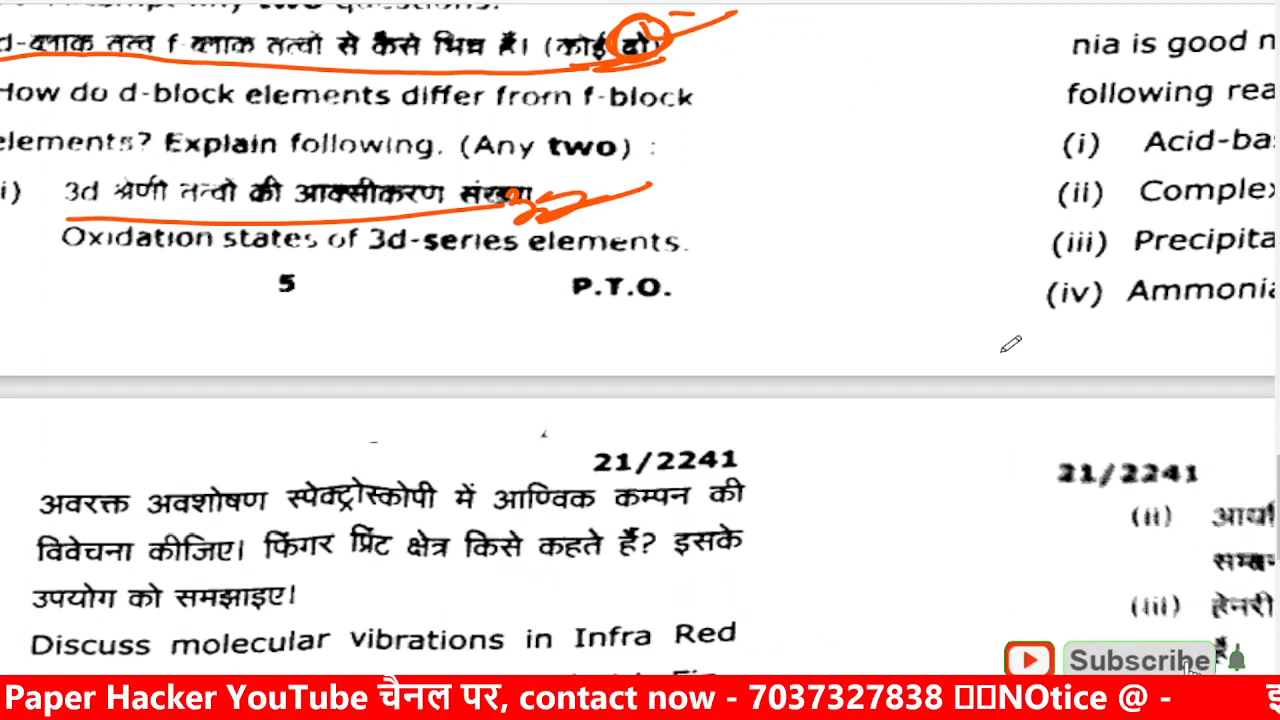 questions.
d-ब्लाक तत्व f-ब्लाक तत्वों से कैसे भिन्न हैं। (कोई दो)
How do d-block elements differ from f-block
elements? Explain following. (Any two) :
i) 3d श्रेणी तत्वों की आक्सीकरण संख्या
Oxidation states of 3d-series elements.
5 P.T.O.
nia is good n
following rea
(i) Acid-ba
(ii) Complex
(iii) Precipita
(iv) Ammonia
21/2241
अवरक्त अवशोषण स्पेक्ट्रोस्कोपी में आण्विक कम्पन की
विवेचना कीजिए। फिंगर प्रिंट क्षेत्र किसे कहते हैं? इसके
उपयोग को समझाइए।
Discuss molecular vibrations in Infra Red
21/2241
(ii)
(iii) हेनरी
Subscribe
Paper Hacker YouTube चैनल पर, contact now - 7037327838 NOtice @ -